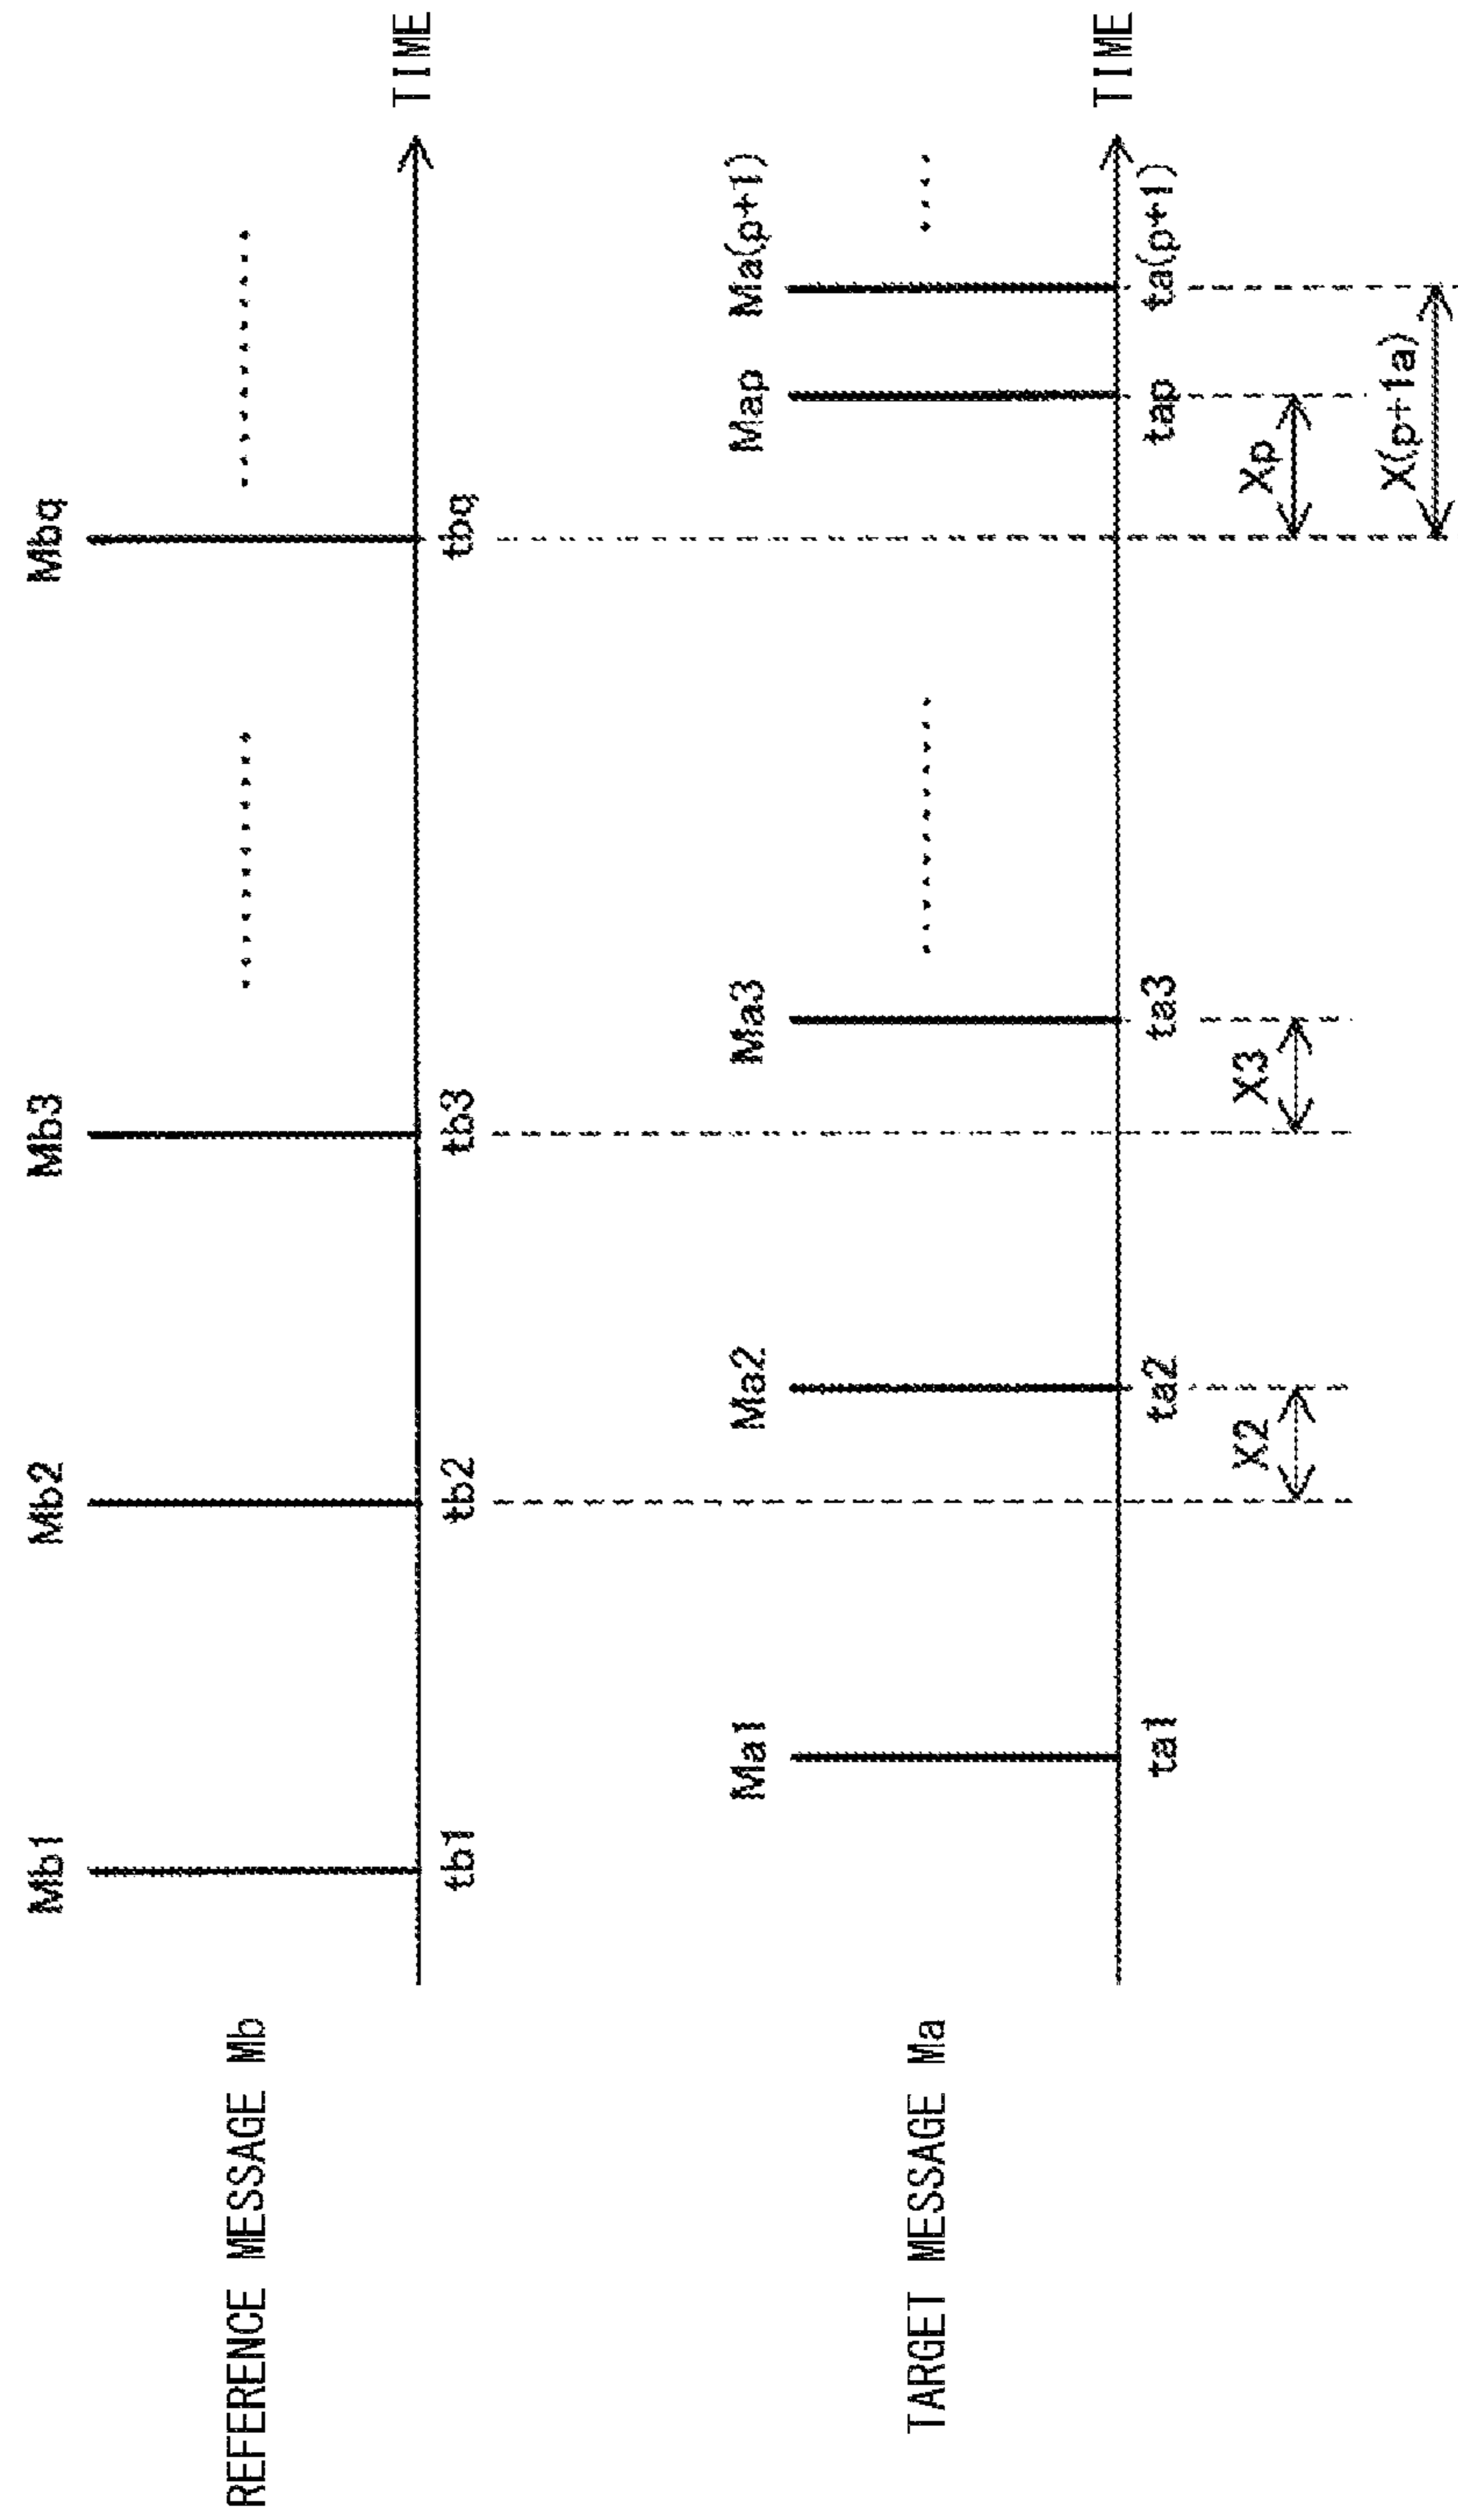 Mb1 Mb2 Mb3 Mbq
REFERENCE MESSAGE Mb
TIME
tb1 tb2 tb3 tbq
Ma1 Ma2 Ma3 Map Ma(p+1)
TARGET MESSAGE Ma
TIME
ta1 ta2 ta3 tap ta(p+1)
X2 X3 Xp
X(p+1a)